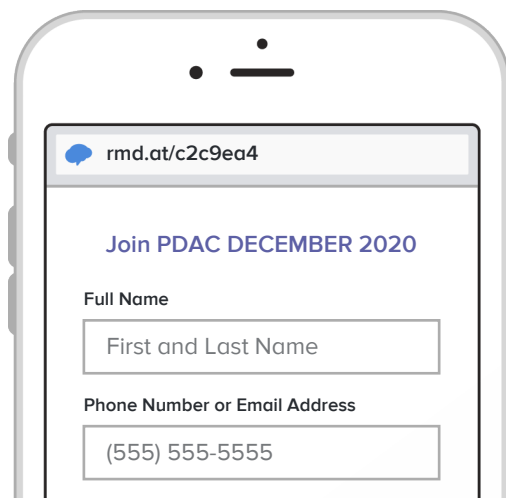 rmd.at/c2c9ea4
Join PDAC DECEMBER 2020
Full Name
First and Last Name
Phone Number or Email Address
(555) 555-5555